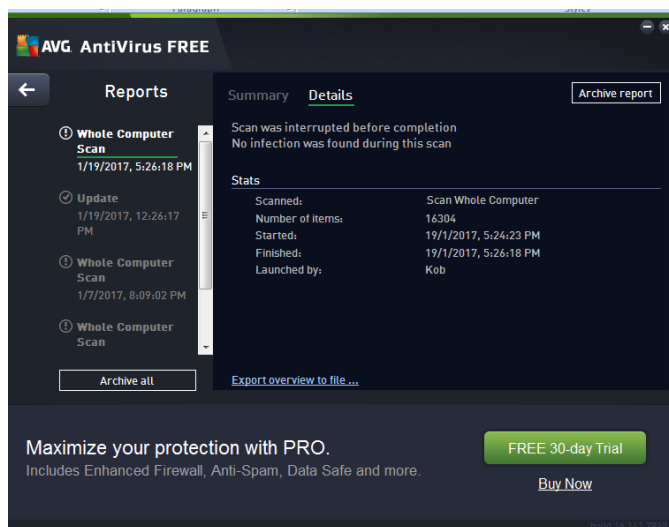 Paragraph
Styles
AVG. AntiVirus FREE
Reports
Whole Computer
Scan
1/19/2017, 5:26:18 PM
Update
1/19/2017, 12:26:17
PM
Whole Computer
Scan
1/7/2017, 8:09:02 PM
Whole Computer
Scan
Archive all
Summary Details
Archive report
Scan was interrupted before completion
No infection was found during this scan
Stats
Scanned: Scan Whole Computer
Number of items: 16304
Started: 19/1/2017, 5:24:23 PM
Finished: 19/1/2017, 5:26:18 PM
Launched by: Kob
Export overview to file ...
Maximize your protection with PRO.
Includes Enhanced Firewall, Anti-Spam, Data Safe and more.
FREE 30-day Trial
Buy Now